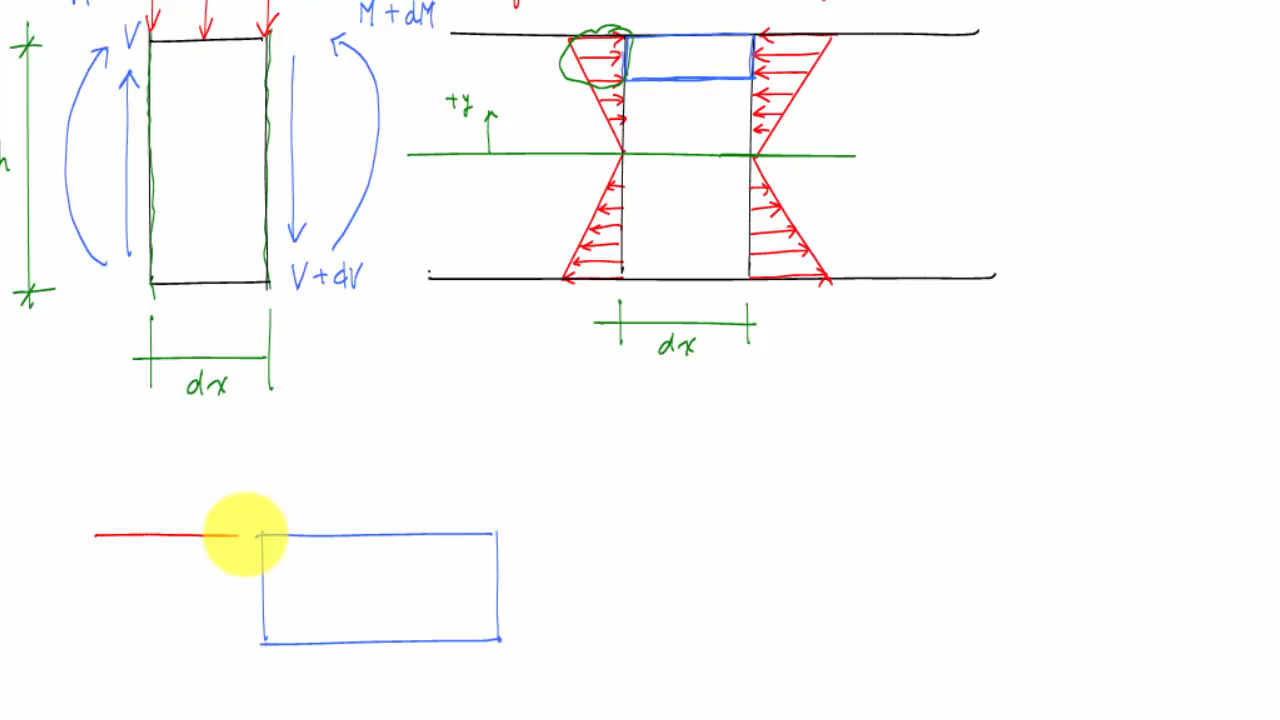 M + dM
V
+y
h
V + dV
dx
dx